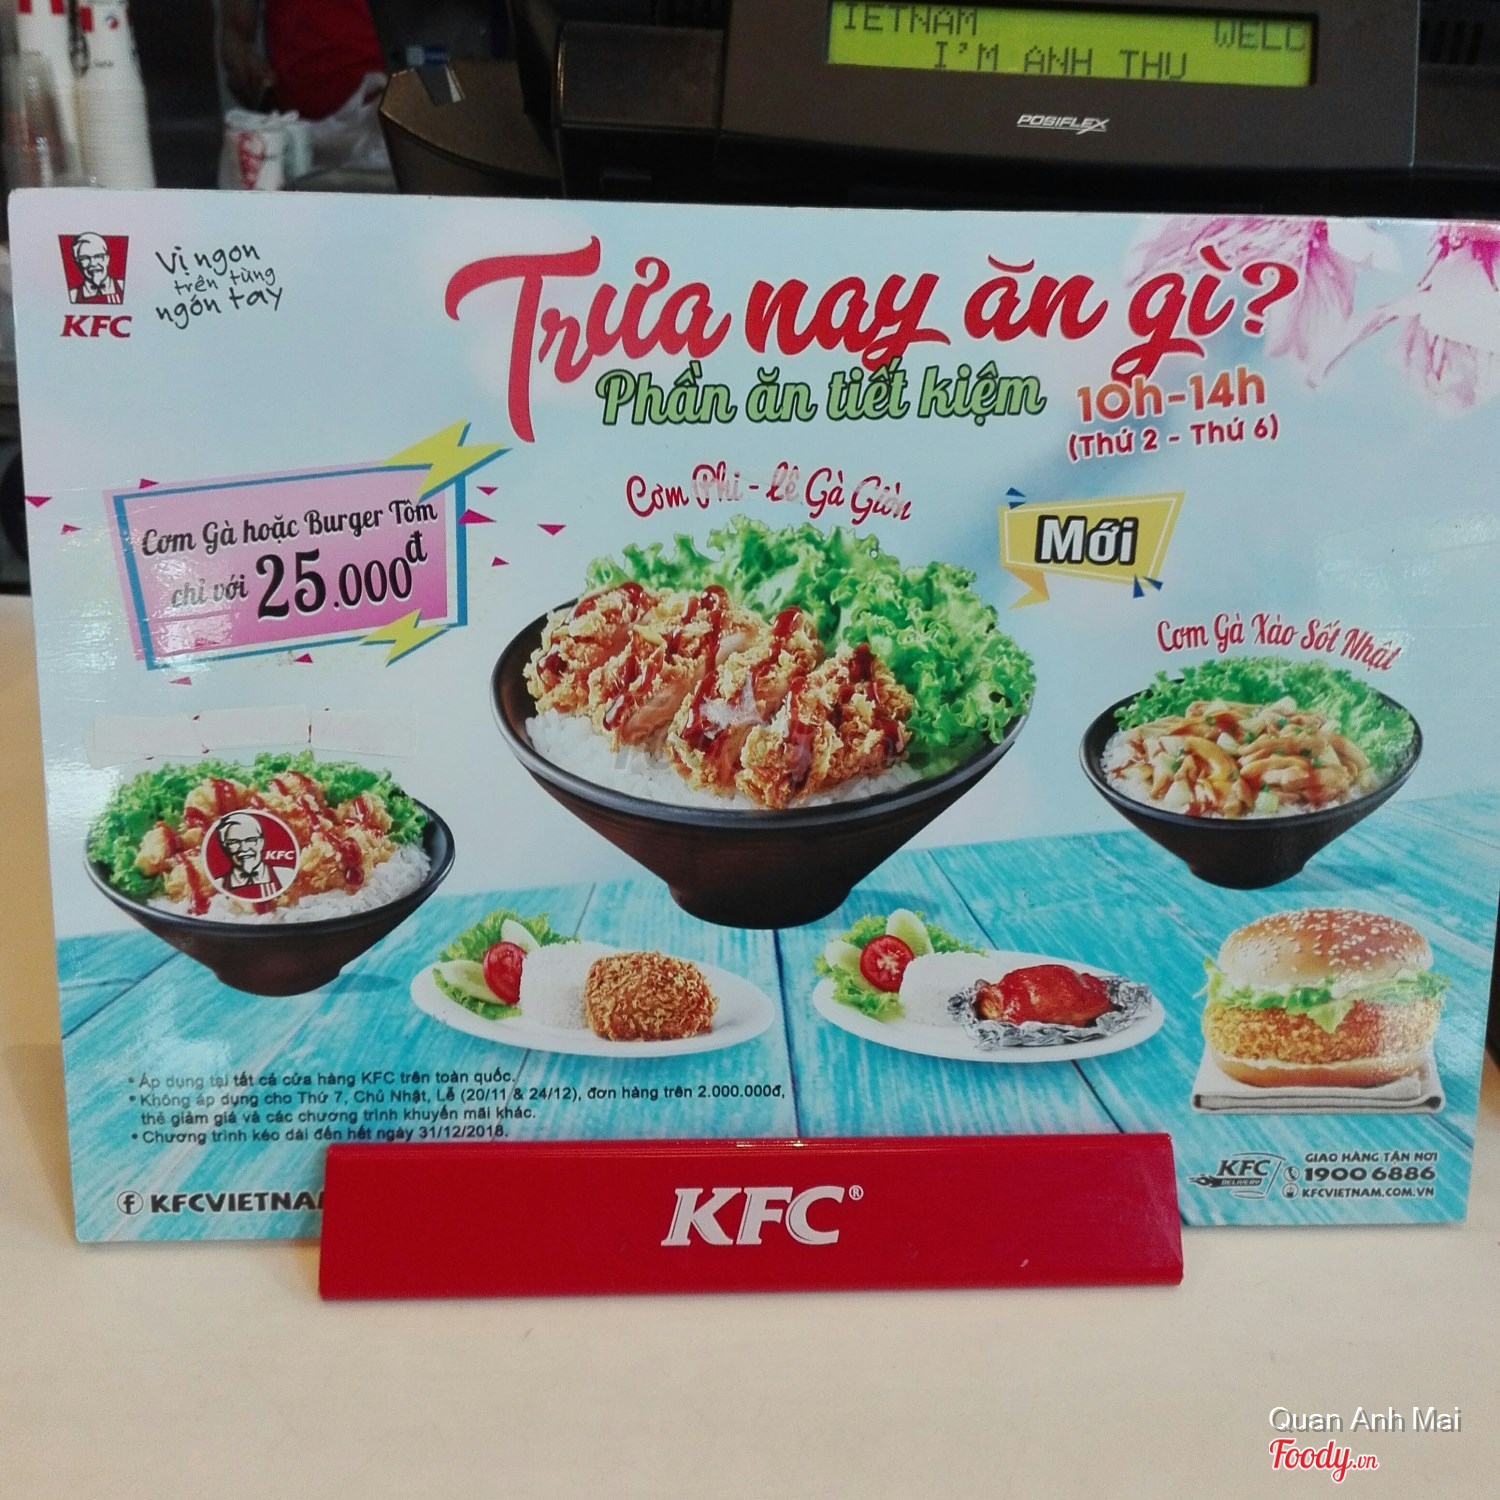 IETNAM WELC
I'M ANH THU
POSIFLEX
KFC
Vị ngon
trên từng
ngón tay
Trưa nay ăn gì?
Phần ăn tiết kiệm
10h-14h
(Thứ 2 - Thứ 6)
Cơm Gà hoặc Burger Tôm
chỉ với 25.000đ
Cơm Phi - lê Gà Giòn
Mới
Cơm Gà Xào Sốt Nhật
KFC
• Áp dụng tại tất cả cửa hàng KFC trên toàn quốc.
• Không áp dụng cho Thứ 7, Chủ Nhật, Lễ (20/11 & 24/12), đơn hàng trên 2.000.000đ,
thẻ giảm giá và các chương trình khuyến mãi khác.
• Chương trình kéo dài đến hết ngày 31/12/2018.
KFCVIETNA
KFC
DELIVERY
GIAO HÀNG TẬN NƠI
1900 6886
KFCVIETNAM.COM.VN
KFC®
Quan Anh Mai
Foody.vn